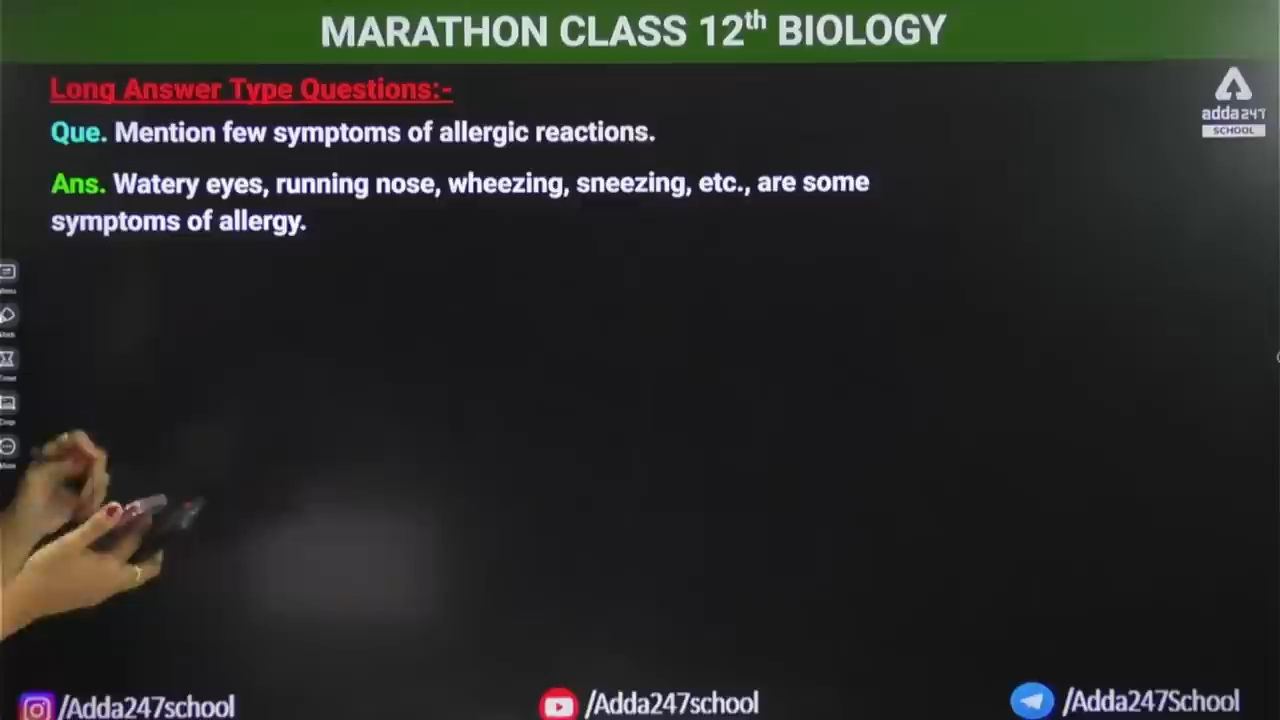 MARATHON CLASS 12th BIOLOGY
Long Answer Type Questions:-
adda247
SCHOOL
Que. Mention few symptoms of allergic reactions.
Ans. Watery eyes, running nose, wheezing, sneezing, etc., are some
symptoms of allergy.
/Adda247school
/Adda247school
/Adda247School